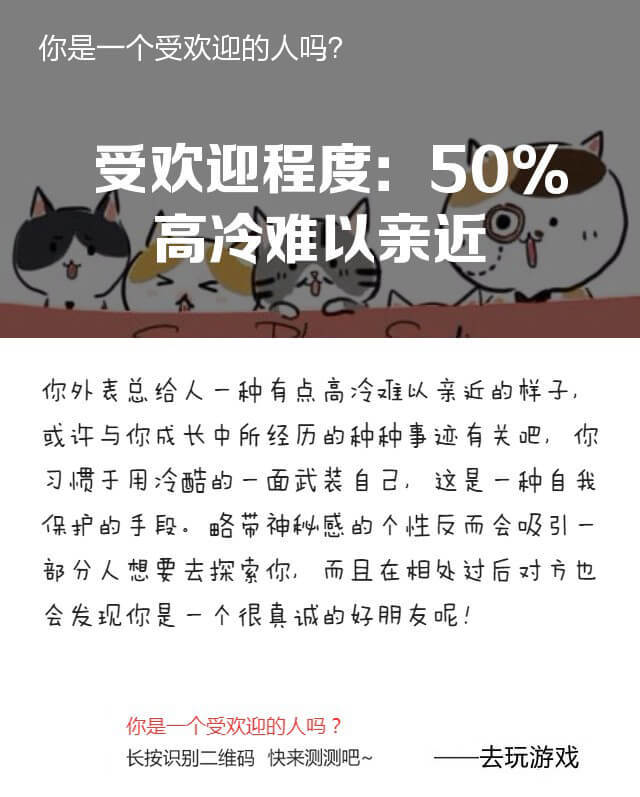 你是一个受欢迎的人吗?
受欢迎程度: 50%
高冷难以亲近
你外表总给人一种有点高冷难以亲近的样子,
或许与你成长中所经历的种种事迹有关吧, 你
习惯于用冷酷的一面武装自己, 这是一种自我
保护的手段。略带神秘感的个性反而会吸引一
部分人想要去探索你, 而且在相处过后对方也
会发现你是一个很真诚的好朋友呢!
你是一个受欢迎的人吗？
长按识别二维码 快来测测吧~
——去玩游戏